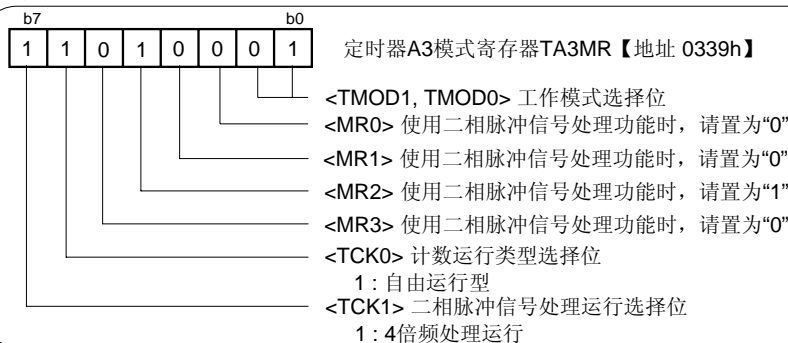 b7 b0
1 1 0 1 0 0 0 1 定时器A3模式寄存器TA3MR【地址 0339h】
<TMOD1, TMOD0> 工作模式选择位
<MR0> 使用二相脉冲信号处理功能时，请置为“0”
<MR1> 使用二相脉冲信号处理功能时，请置为“0”
<MR2> 使用二相脉冲信号处理功能时，请置为“1”
<MR3> 使用二相脉冲信号处理功能时，请置为“0”
<TCK0> 计数运行类型选择位
1 : 自由运行型
<TCK1> 二相脉冲信号处理运行选择位
1 : 4倍频处理运行